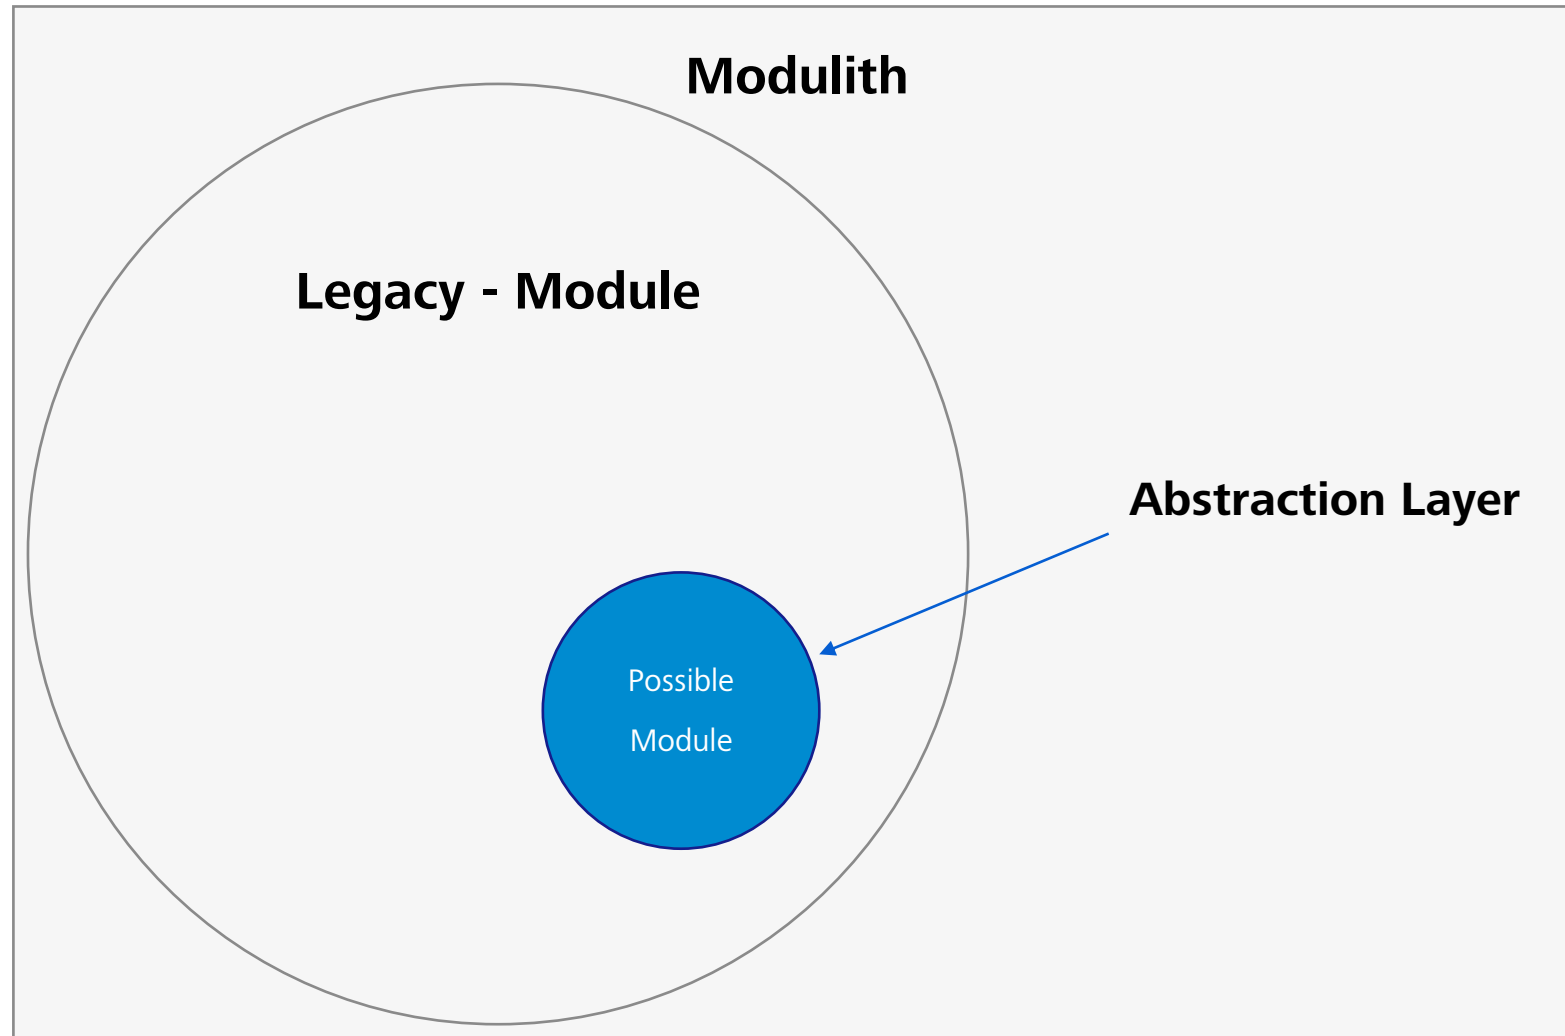 Modulith
Legacy - Module
Abstraction Layer
Possible
Module